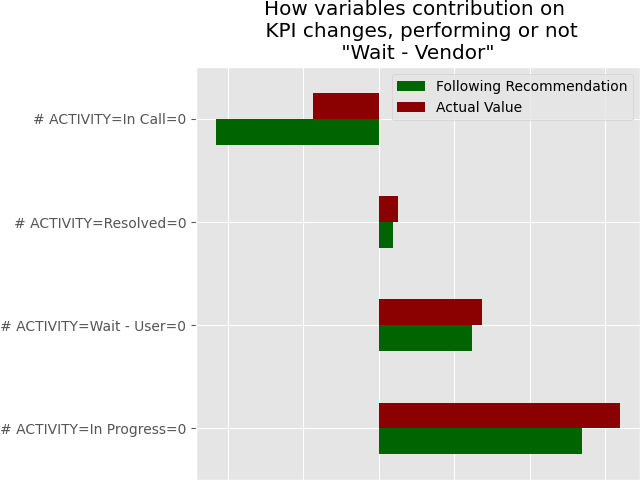 How variables contribution on
KPI changes, performing or not
"Wait - Vendor"
Following Recommendation
Actual Value
# ACTIVITY=In Call=0
# ACTIVITY=Resolved=0
# ACTIVITY=Wait - User=0
# ACTIVITY=In Progress=0